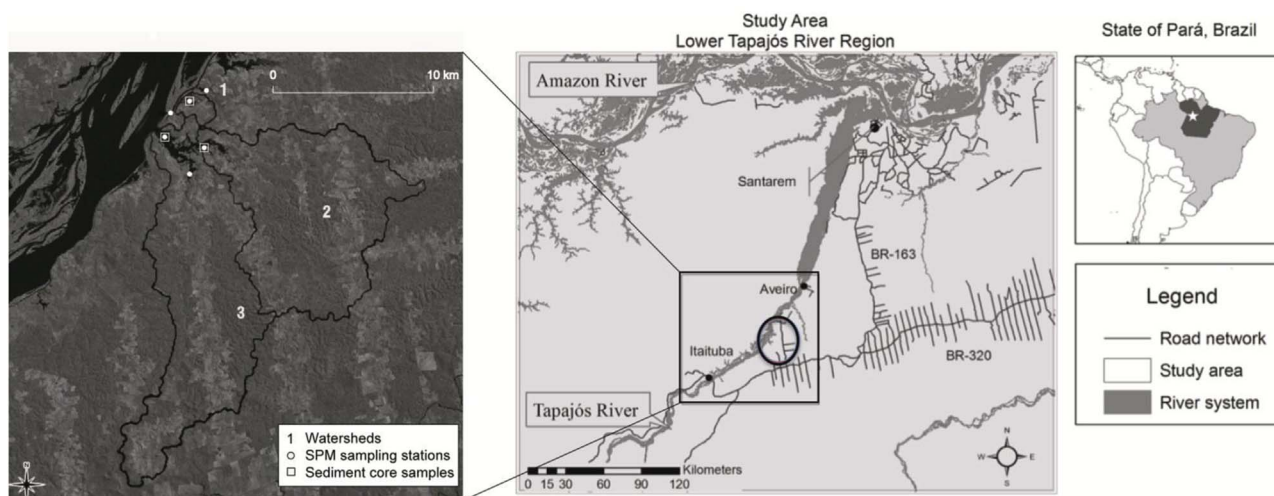 0 10 km
1
2
3
1 Watersheds
SPM sampling stations
Sediment core samples
N
Study Area
Lower Tapajós River Region
Amazon River
Santarem
BR-163
Aveiro
Itaituba
BR-320
Tapajós River
Kilometers
0 15 30 60 90 120
N
W E
S
State of Pará, Brazil
Legend
Road network
Study area
River system